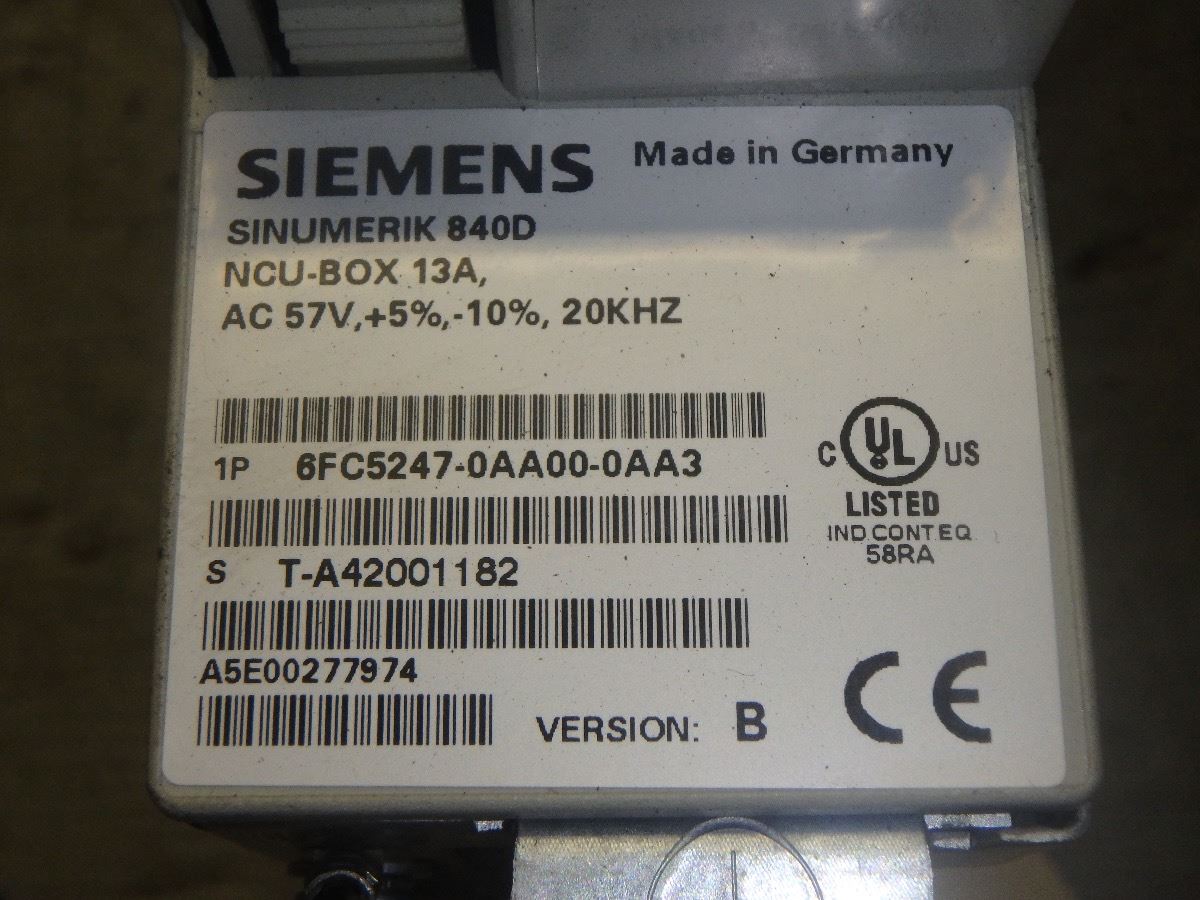 SIEMENS Made in Germany
SINUMERIK 840D
NCU-BOX 13A,
AC 57V,+5%,-10%, 20KHZ
1P 6FC5247-0AA00-0AA3
C UL US
LISTED
IND.CONT.EQ
58RA
S T-A42001182
A5E00277974
VERSION: B
CE